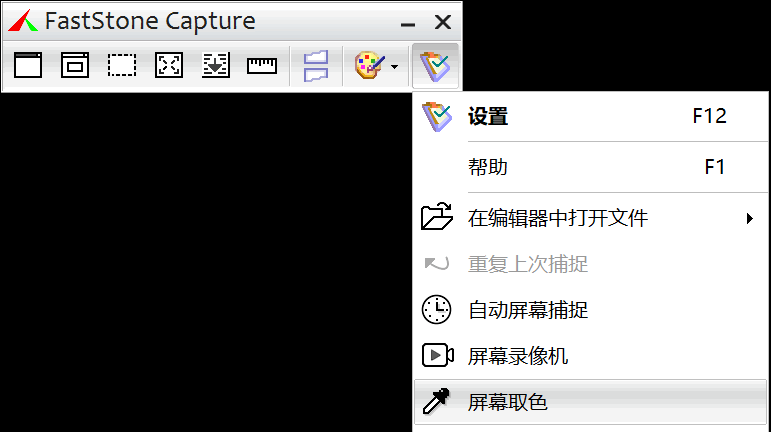 FastStone Capture
设置 F12
帮助 F1
在编辑器中打开文件
重复上次捕捉
自动屏幕捕捉
屏幕录像机
屏幕取色